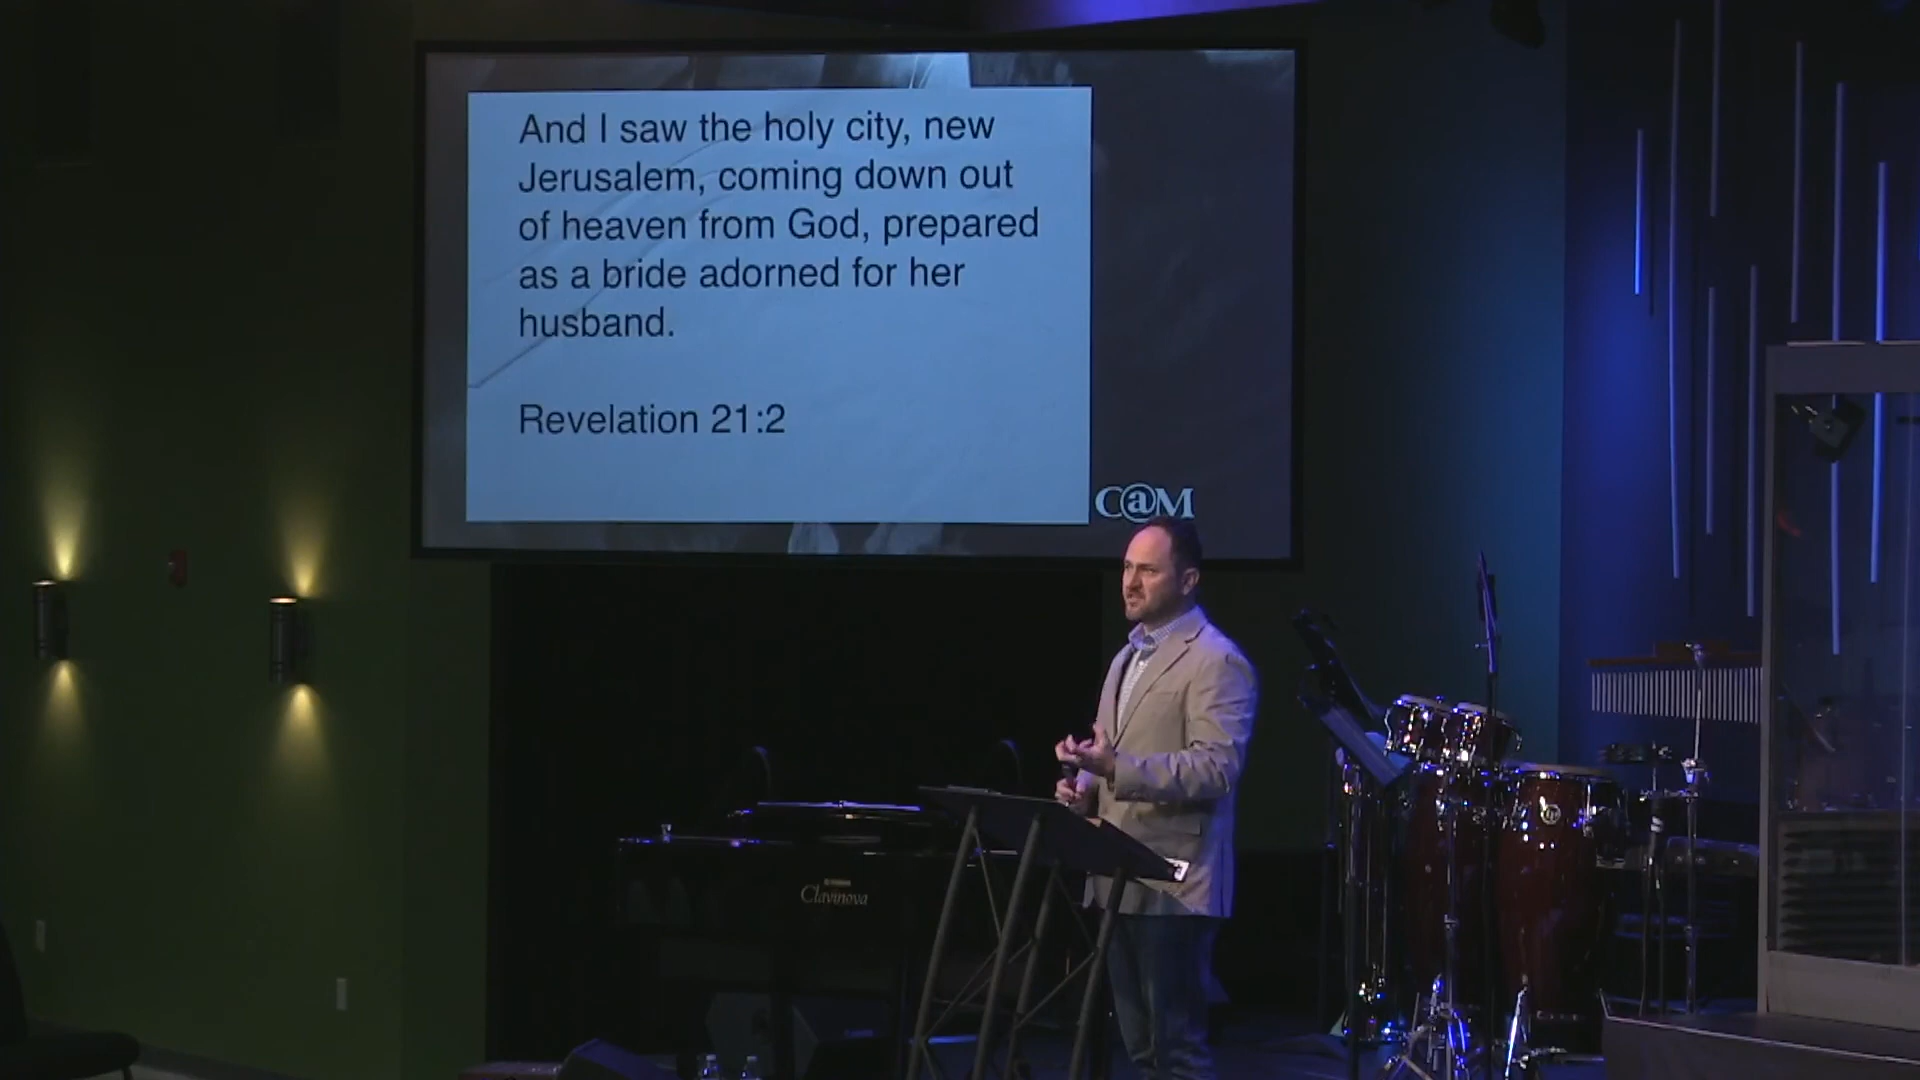 And I saw the holy city, new
Jerusalem, coming down out
of heaven from God, prepared
as a bride adorned for her
husband.
Revelation 21:2
C@M
Clavinova